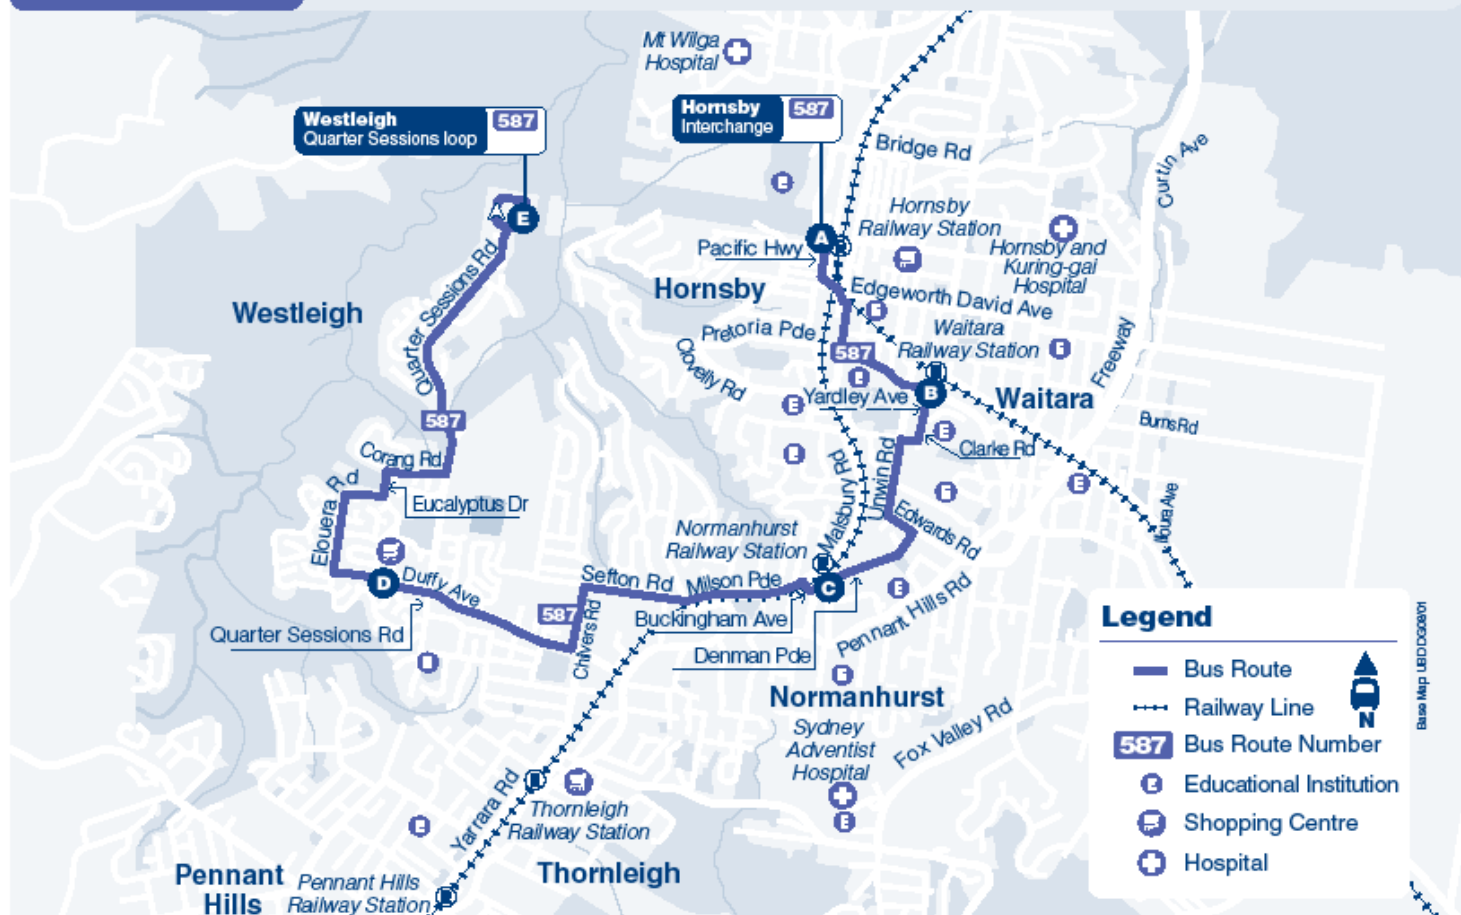 Mt Wilga
Hospital
Westleigh
Quarter Sessions loop
587
Hornsby
Interchange
587
Bridge Rd
Curtin Ave
E
Hornsby
Railway Station
Hornsby and
Kuring-gai
Hospital
A
Pacific Hwy
Quarter Sessions Rd
Westleigh
Hornsby
Edgeworth David Ave
Pretoria Pde
Waitara
Railway Station
587
Freeway
Clovelly Rd
Yardley Ave
B
Waitara
587
Burns Rd
Clarke Rd
Corang Rd
Unwin Rd
Malsbury Rd
Elouera Rd
Eucalyptus Dr
Edwards Rd
Normanhurst
Railway Station
D
Duffy Ave
Sefton Rd
Milson Pde
C
587
Chilvers Rd
Buckingham Ave
Pennant Hills Rd
Quarter Sessions Rd
Denman Pde
Normanhurst
Sydney
Adventist
Hospital
Fox Valley Rd
Yarrara Rd
Thornleigh
Railway Station
Thornleigh
Pennant
Hills
Pennant Hills
Railway Station
Legend
Bus Route
Railway Line
N
587 Bus Route Number
E Educational Institution
Shopping Centre
Hospital